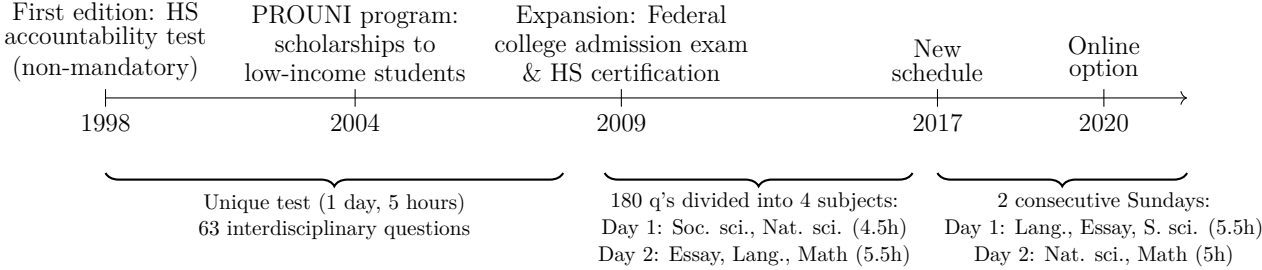 First edition: HS
accountability test
(non-mandatory)
PROUNI program:
scholarships to
low-income students
Expansion: Federal
college admission exam
& HS certification
New
schedule
Online
option
1998
2004
2009
2017
2020
Unique test (1 day, 5 hours)
63 interdisciplinary questions
180 q's divided into 4 subjects:
Day 1: Soc. sci., Nat. sci. (4.5h)
Day 2: Essay, Lang., Math (5.5h)
2 consecutive Sundays:
Day 1: Lang., Essay, S. sci. (5.5h)
Day 2: Nat. sci., Math (5h)